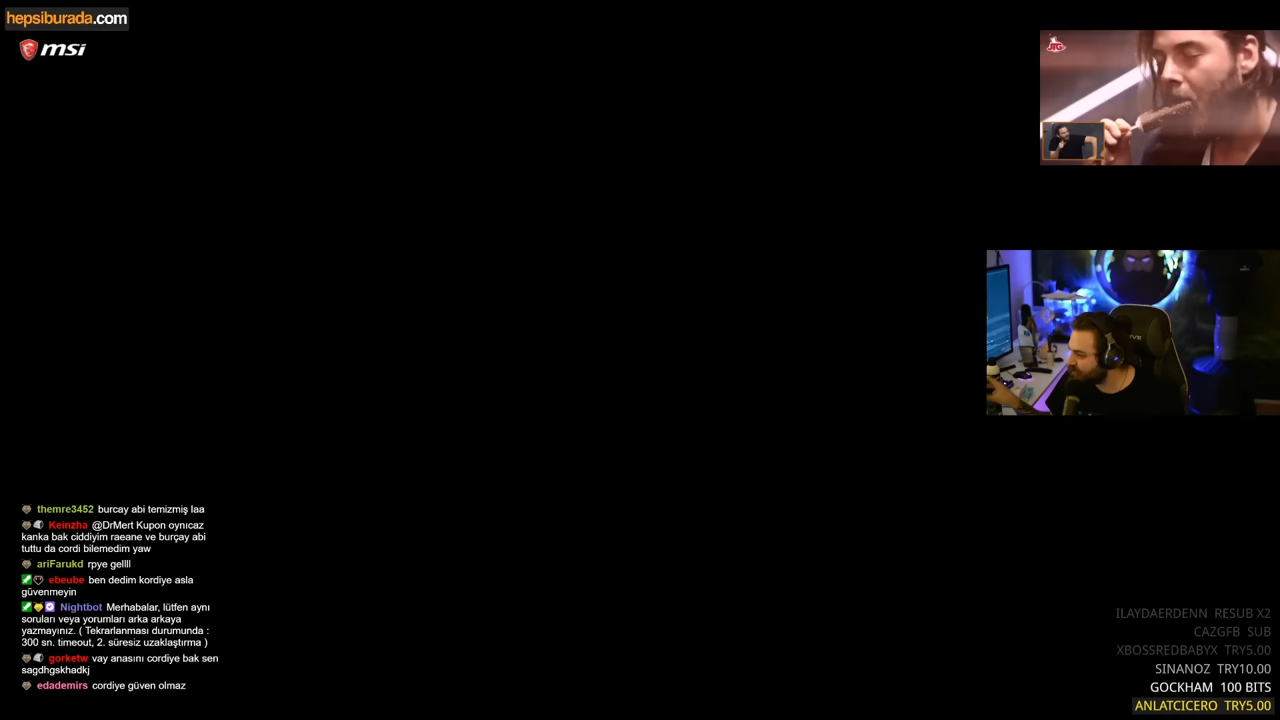 hepsiburada.com
msi
themre3452 burcay abi temizmiş laa
Keinzha @DrMert Kupon oynıcaz
kanka bak ciddiyim raeane ve burçay abi
tuttu da cordi bilemedim yaw
ariFarukd rpye gellll
ebeube ben dedim kordiye asla
güvenmeyin
Nightbot Merhabalar, lütfen aynı
soruları veya yorumları arka arkaya
yazmayınız. ( Tekrarlanması durumunda :
300 sn. timeout, 2. süresiz uzaklaştırma )
gorketw vay anasını cordiye bak sen
sagdhgskhadkj
edademirs cordiye güven olmaz
ILAYDAERDENN RESUB X2
CAZGFB SUB
XBOSSREDBABYX TRY5.00
SINANOZ TRY10.00
GOCKHAM 100 BITS
ANLATCICERO TRY5.00